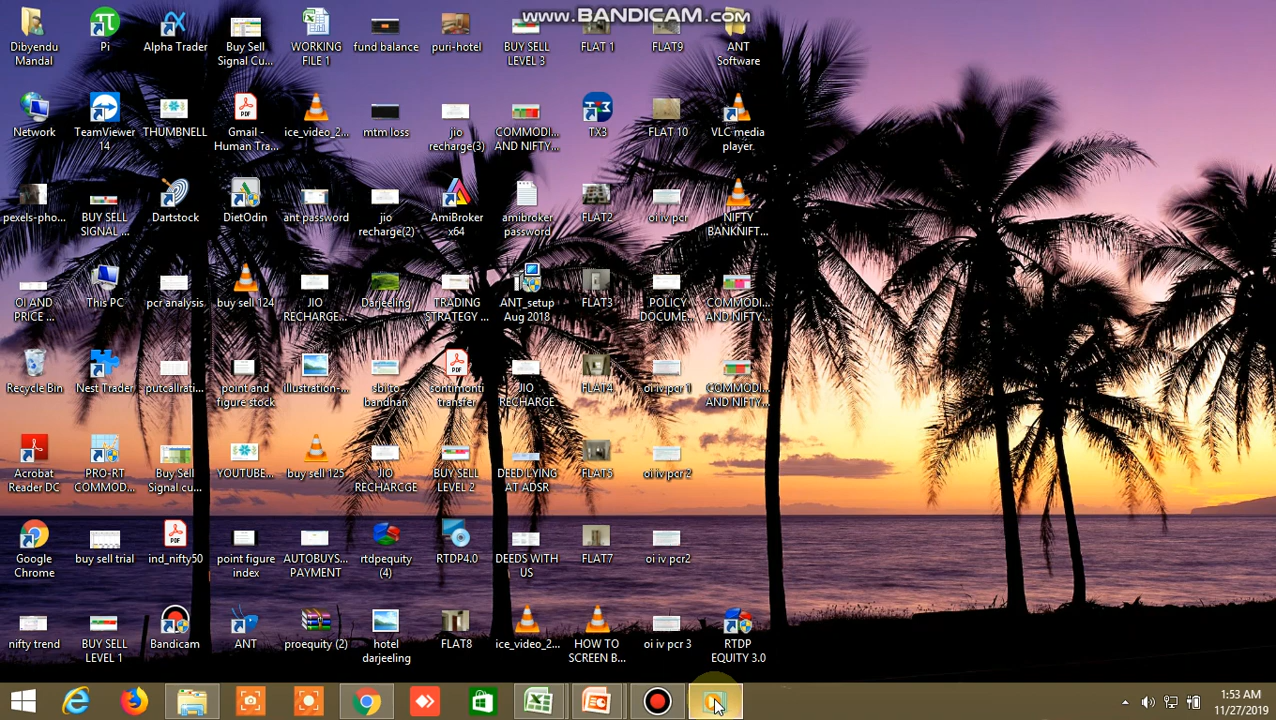 www.BANDICAM.com
Dibyendu Mandal
Pi
Alpha Trader
Buy Sell Signal Cu...
WORKING FILE 1
fund balance
puri-hotel
BUY SELL LEVEL 3
FLAT 1
FLAT9
ANT Software
Network
TeamViewer 14
THUMBNELL
Gmail - Human Tra...
ice_video_2...
mtm loss
jio recharge(3)
COMMODI... AND NIFTY...
TX3
FLAT 10
VLC media player.
pexels-pho...
BUY SELL SIGNAL ...
Dartstock
DietOdin
ant password
jio recharge(2)
AmiBroker x64
amibroker password
FLAT2
oi iv pcr
NIFTY BANKNIFT...
OI AND PRICE ...
This PC
pcr analysis
buy sell 124
JIO RECHARGE...
Darjeeling
TRADING STRATEGY ...
ANT_setup Aug 2018
FLAT3
POLICY DOCUME...
COMMODI... AND NIFTY...
Recycle Bin
Nest Trader
putcallrati...
point and figure stock
illustration-...
sbi to bandhan
sontimonti transfer
JIO RECHARGE
FLAT4
oi iv pcr 1
COMMODI... AND NIFTY...
Acrobat Reader DC
PRO-RT COMMOD...
Buy Sell Signal cu...
YOUTUBE...
buy sell 125
JIO RECHARCGE
BUY SELL LEVEL 2
DEED LYING AT ADSR
FLAT5
oi iv pcr 2
Google Chrome
buy sell trial
ind_nifty50
point figure index
AUTOBUYS... PAYMENT
rtdpequity (4)
RTDP4.0
DEEDS WITH US
FLAT7
oi iv pcr2
nifty trend
BUY SELL LEVEL 1
Bandicam
ANT
proequity (2)
hotel darjeeling
FLAT8
ice_video_2...
HOW TO SCREEN B...
oi iv pcr 3
RTDP EQUITY 3.0
1:53 AM
11/27/2019